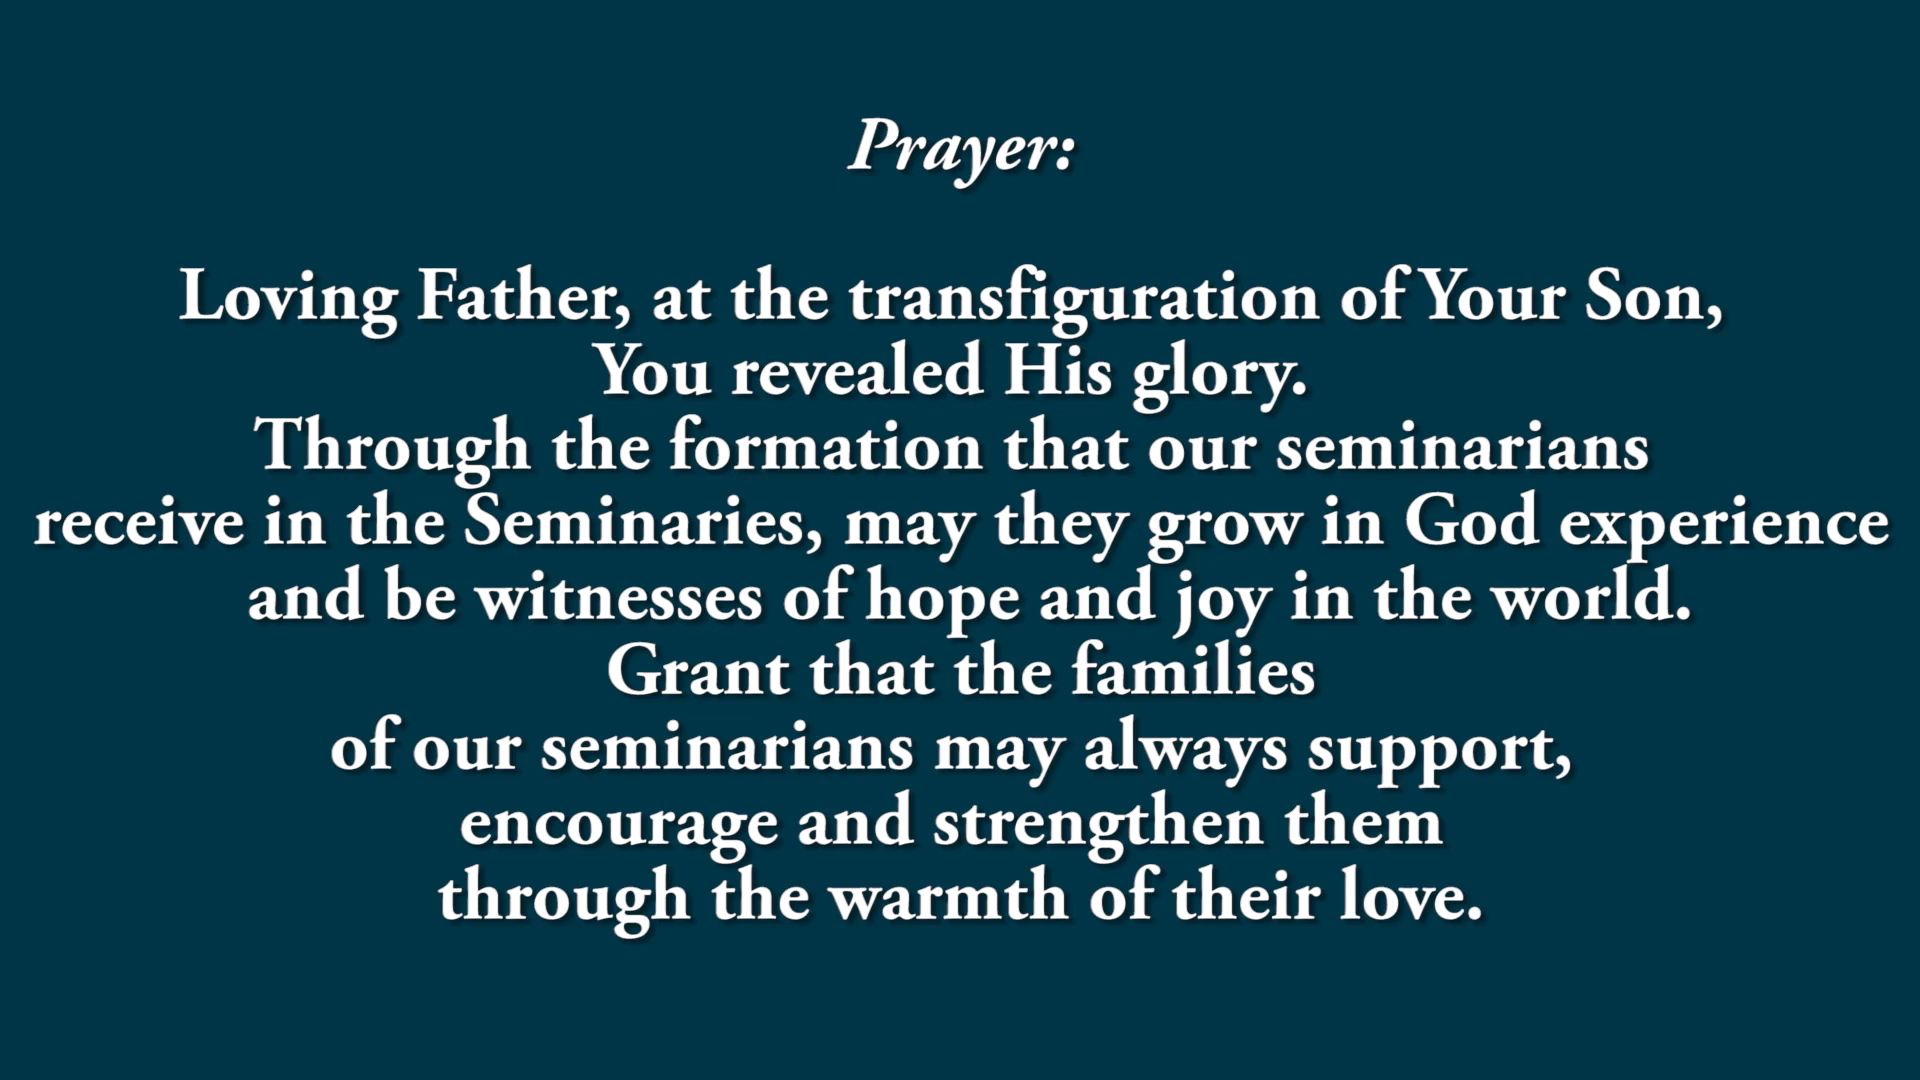 Prayer:
Loving Father, at the transfiguration of Your Son,
You revealed His glory.
Through the formation that our seminarians
receive in the Seminaries, may they grow in God experience
and be witnesses of hope and joy in the world.
Grant that the families
of our seminarians may always support,
encourage and strengthen them
through the warmth of their love.